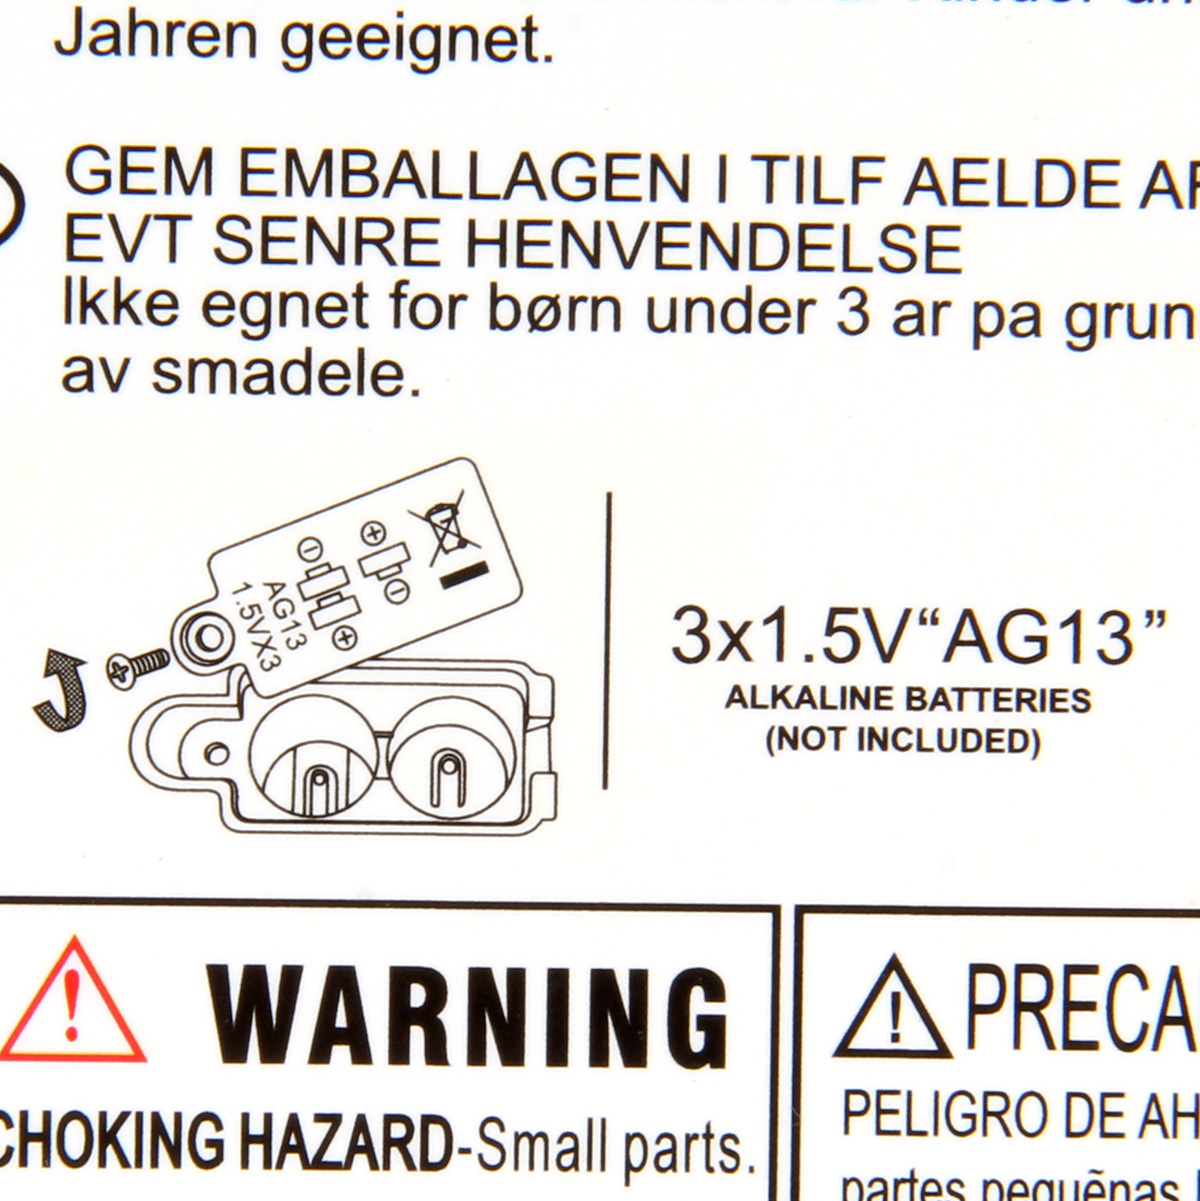 Jahren geeignet.
GEM EMBALLAGEN I TILF AELDE
EVT SENRE HENVENDELSE
Ikke egnet for børn under 3 ar pa grun
av smadele.
AG13
1.5VX3
3x1.5V“AG13”
ALKALINE BATTERIES
(NOT INCLUDED)
WARNING
CHOKING HAZARD-Small parts.
PRECA
PELIGRO DE AH
partes pequẽnas